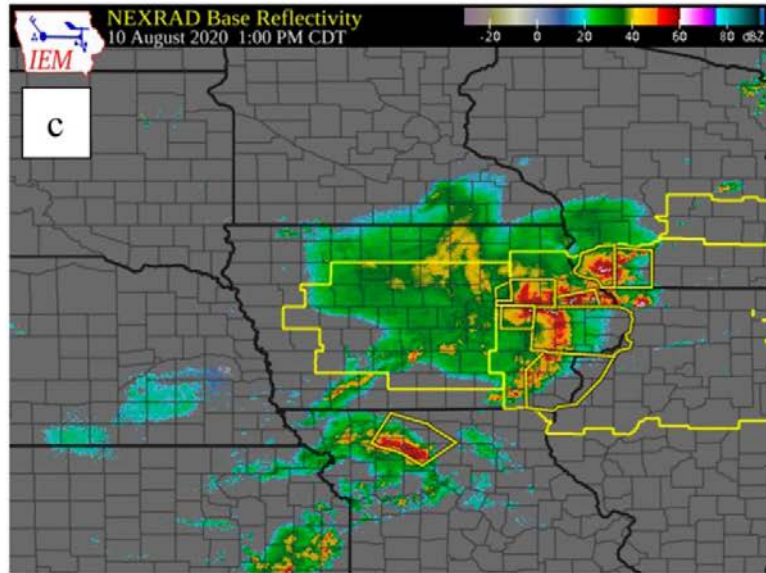 IEM
NEXRAD Base Reflectivity
10 August 2020 1:00 PM CDT
-20 0 20 40 60 80 dBZ
c